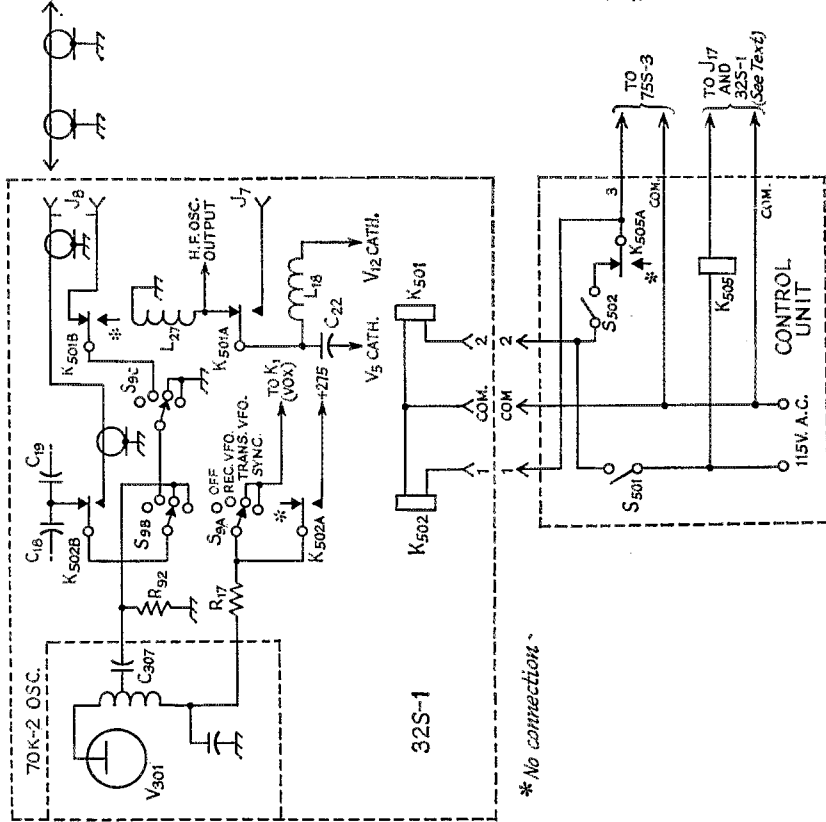 70K-2 OSC.
V301
C307
R92
R17
32S-1
C18
C19
K502B
S9B
S9C
S9A
OFF
REC. VFO.
TRANS. VFO.
SYNC.
*
K502A
TO K1
(VOX)
+275
K501B
*
J8
L27
H.F. OSC.
OUTPUT
K501A
J7
L18
C22
V5 CATH.
V12 CATH.
K502
K501
1
COM.
2
1
COM
2
S501
S502
K505A
*
3
COM.
K505
COM.
115V. A.C.
CONTROL
UNIT
TO
75S-3
TO J17
AND
32S-1
(See Text)
* No connection